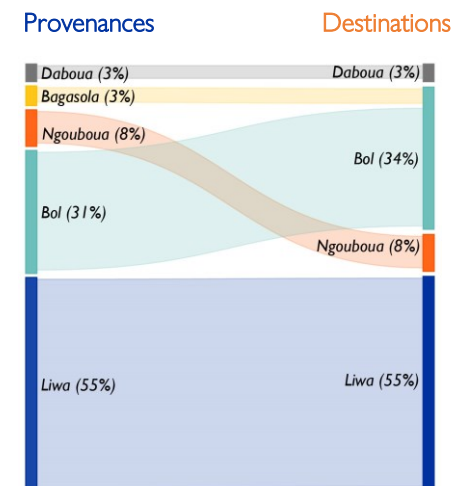 Provenances
Destinations
Daboua (3%)
Daboua (3%)
Bagasola (3%)
Ngouboua (8%)
Bol (34%)
Bol (31%)
Ngouboua (8%)
Liwa (55%)
Liwa (55%)